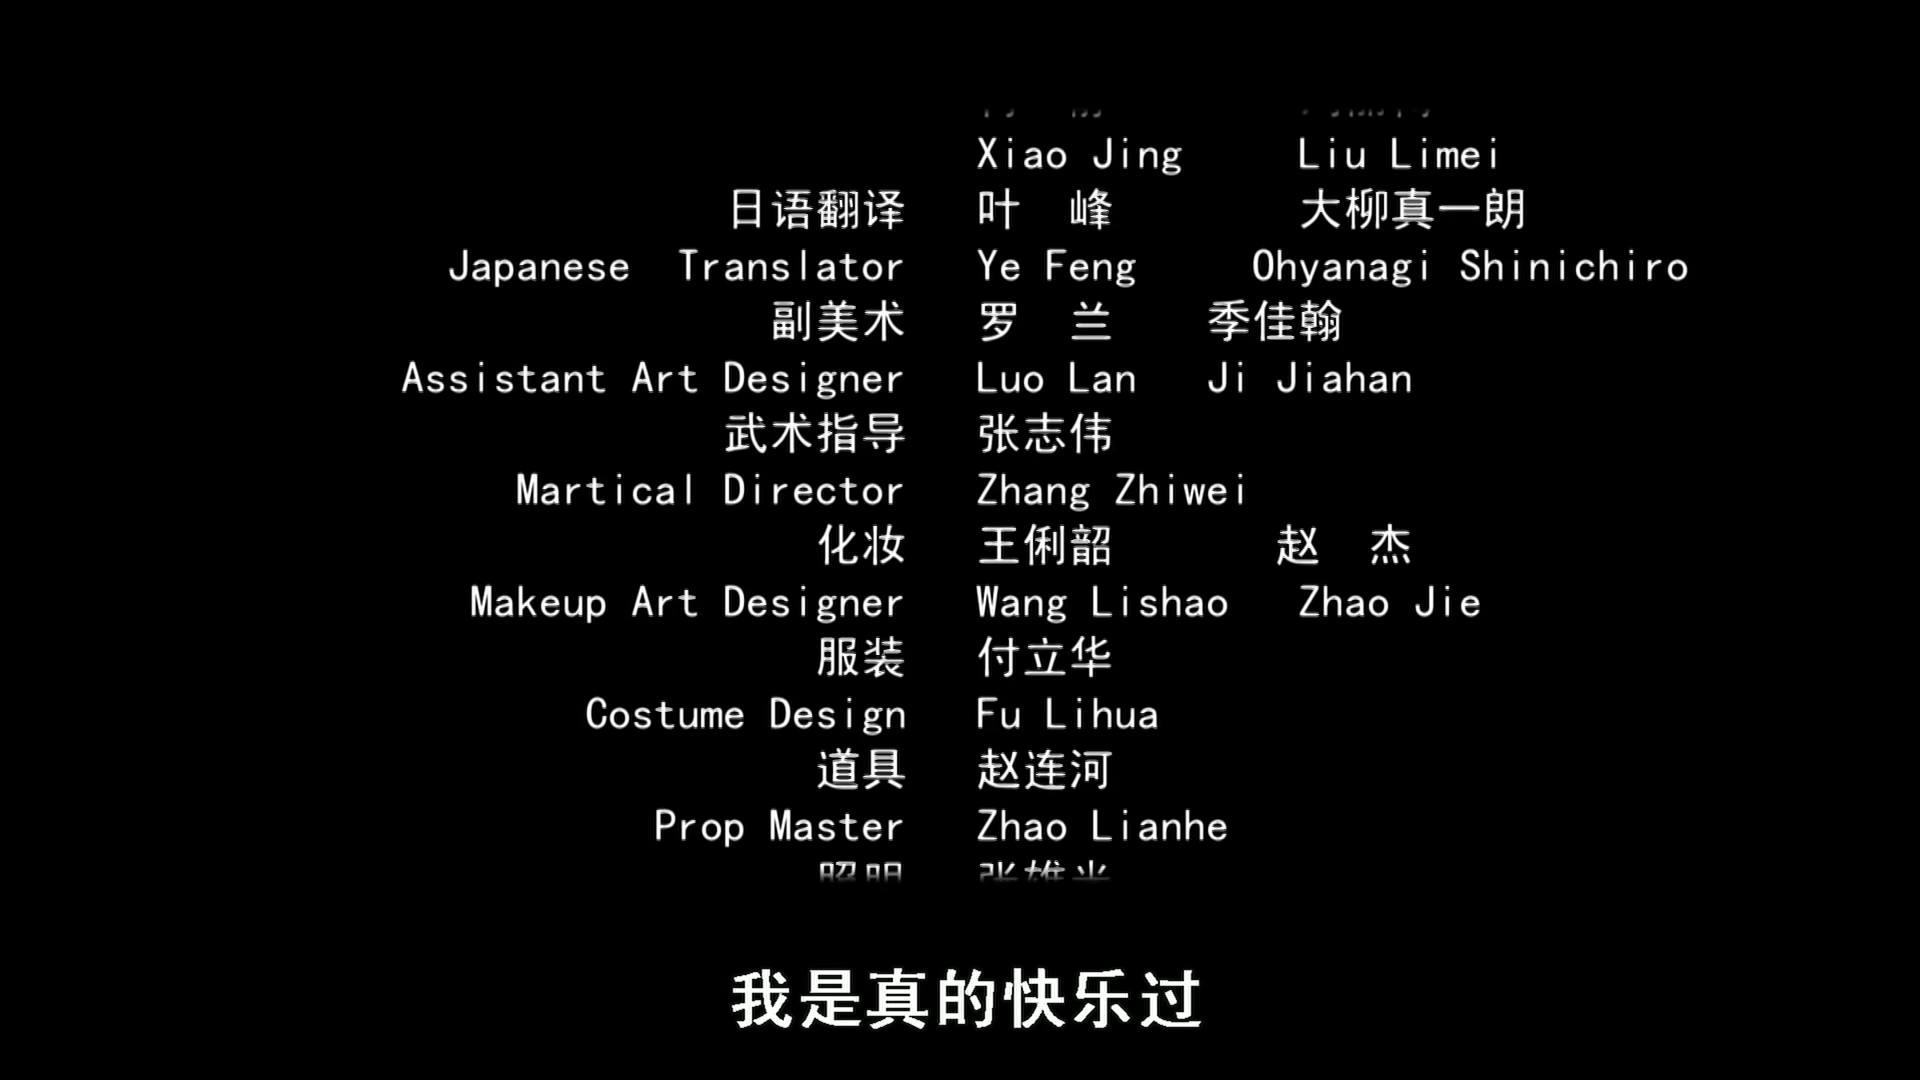 Xiao Jing Liu Limei
日语翻译 叶 峰 大柳真一朗
Japanese Translator Ye Feng Ohyanagi Shinichiro
副美术 罗 兰 季佳翰
Assistant Art Designer Luo Lan Ji Jiahan
武术指导 张志伟
Martical Director Zhang Zhiwei
化妆 王俐韶 赵 杰
Makeup Art Designer Wang Lishao Zhao Jie
服装 付立华
Costume Design Fu Lihua
道具 赵连河
Prop Master Zhao Lianhe
照明
我是真的快乐过